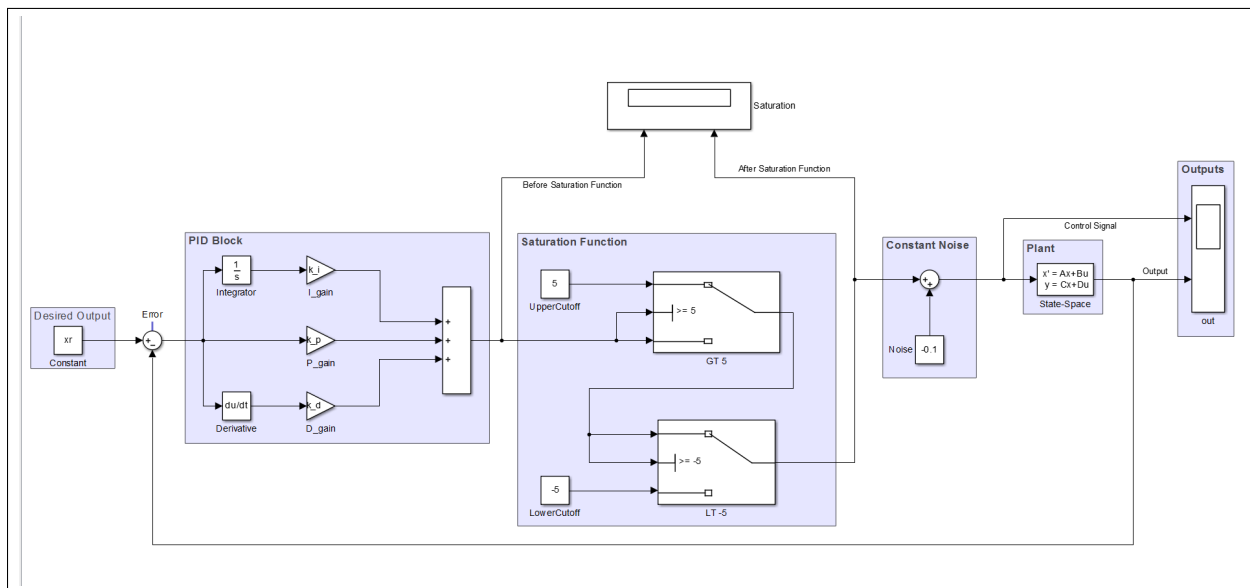 Saturation
Before Saturation Function
After Saturation Function
Outputs
Control Signal
Output
out
PID Block
1
s
Integrator
k_i
I_gain
k_p
P_gain
du/dt
Derivative
k_d
D_gain
+
+
+
Desired Output
xr
Constant
Error
+
−
Saturation Function
5
UpperCutoff
>= 5
GT 5
>= -5
LT -5
-5
LowerCutoff
Constant Noise
+
+
Noise
-0.1
Plant
x' = Ax+Bu
y = Cx+Du
State-Space